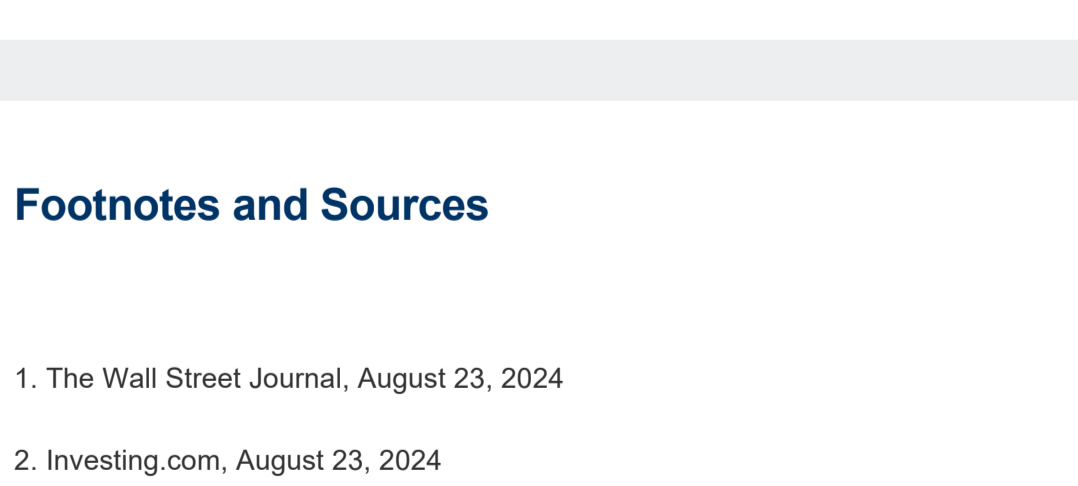 Footnotes and Sources
1. The Wall Street Journal, August 23, 2024
2. Investing.com, August 23, 2024